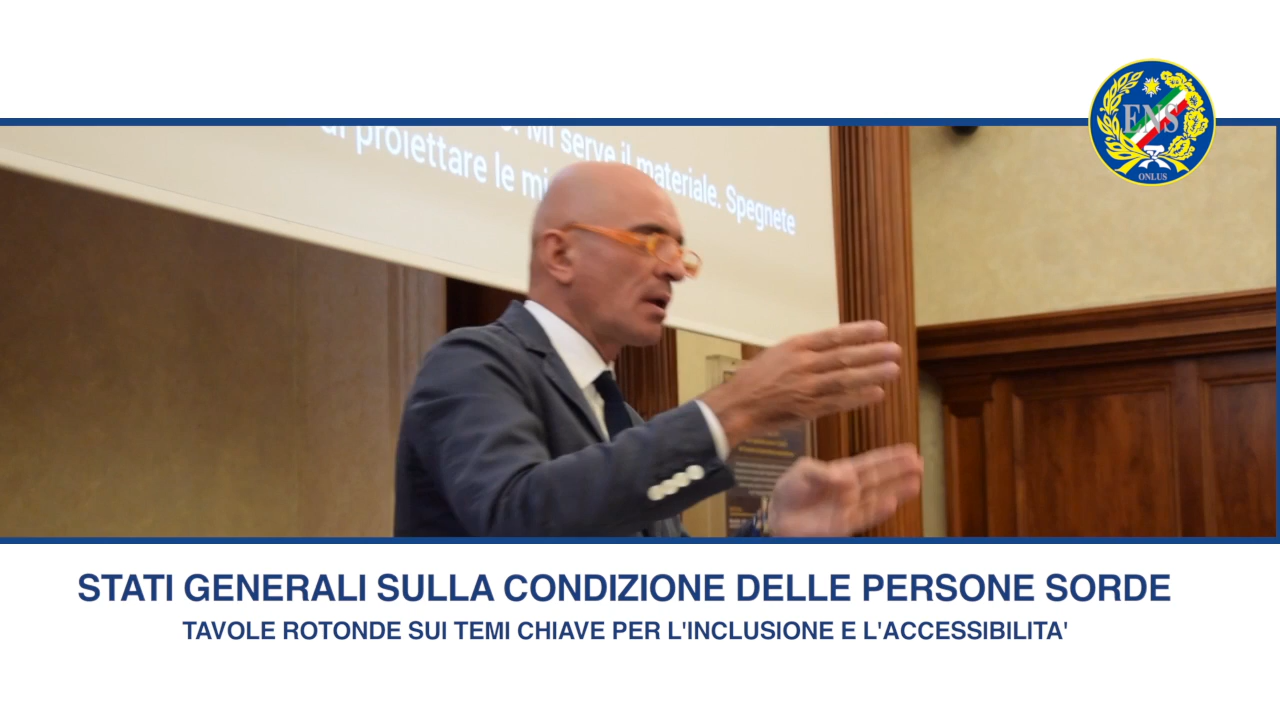 ENS
ONLUS
o. Mi serve il materiale. Spegnete
di proiettare le mi
STATI GENERALI SULLA CONDIZIONE DELLE PERSONE SORDE
TAVOLE ROTONDE SUI TEMI CHIAVE PER L'INCLUSIONE E L'ACCESSIBILITA'